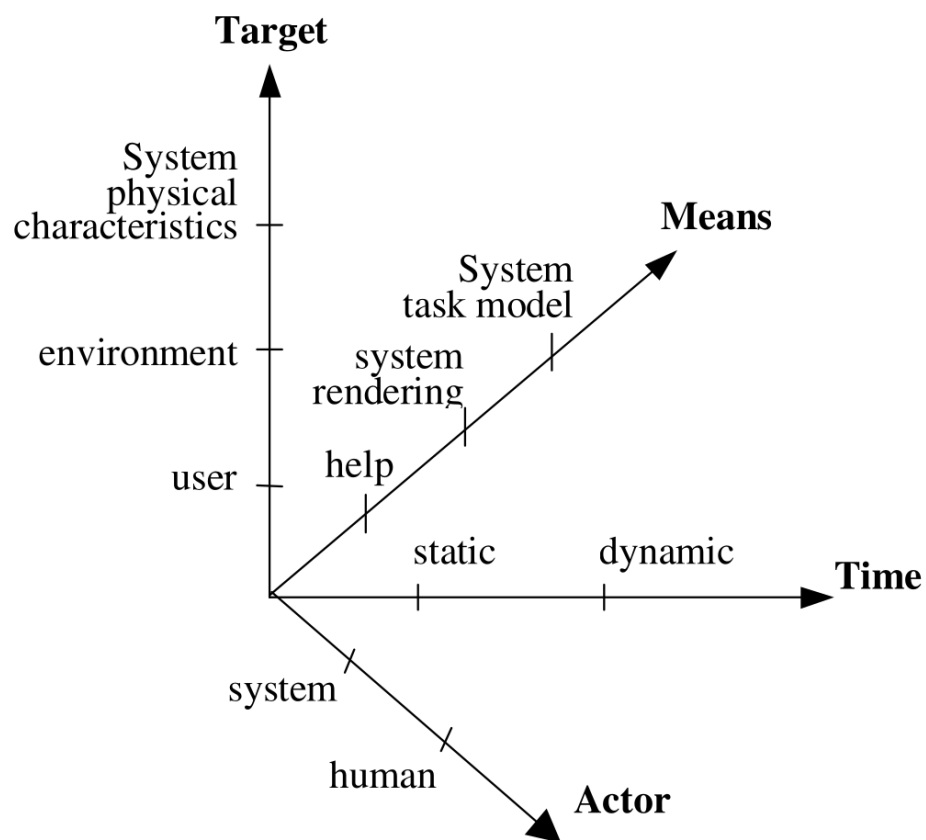 Target
System
physical
characteristics
Means
System
task model
environment
system
rendering
help
user
static
dynamic
Time
system
human
Actor